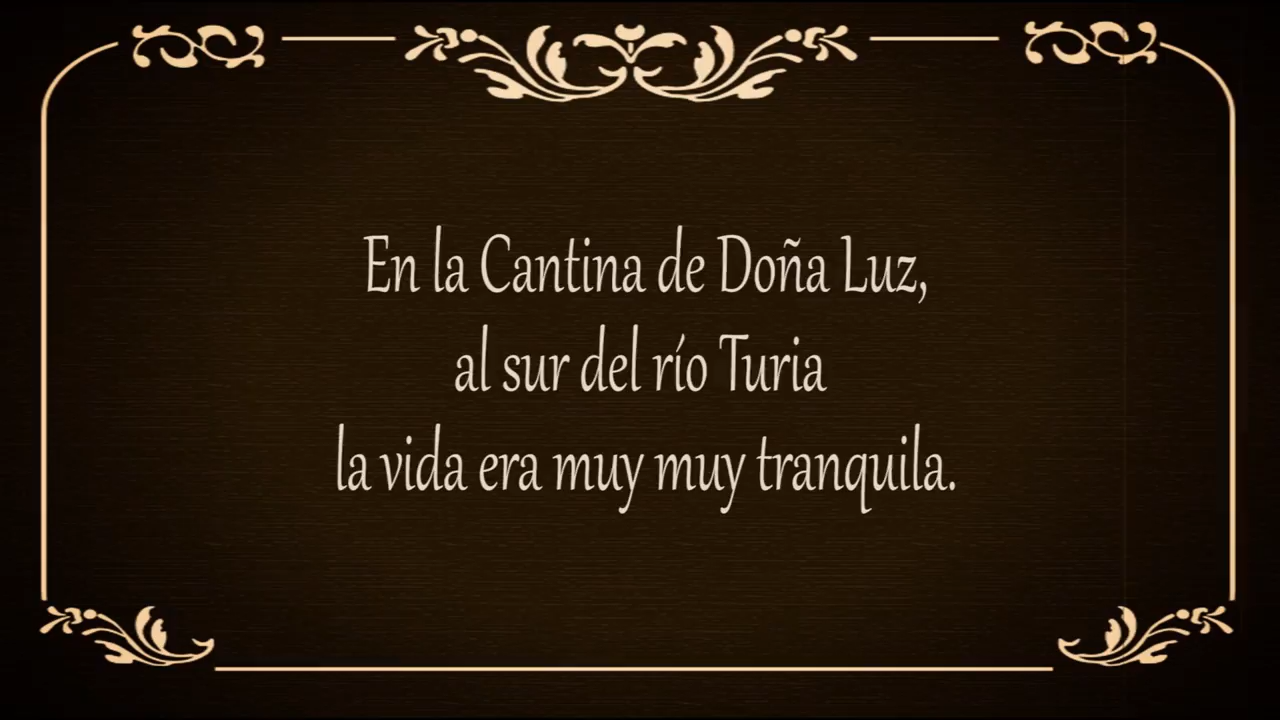 En la Cantina de Doña Luz,
al sur del río Turia
la vida era muy muy tranquila.